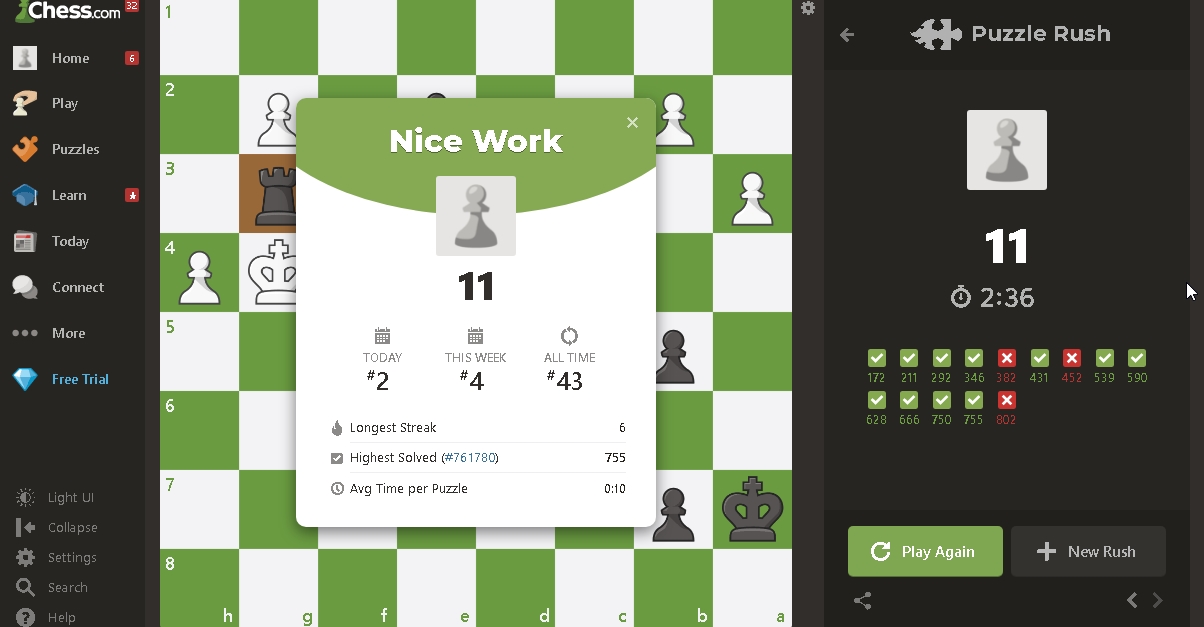 Chess.com 32
Home 6
Play
Puzzles
Learn
Today
Connect
More
Free Trial
Light UI
Collapse
Settings
Search
Help
1
2
3
4
5
6
7
8
h g f e d c b a
Nice Work
11
TODAY THIS WEEK ALL TIME
#2 #4 #43
Longest Streak 6
Highest Solved (#761780) 755
Avg Time per Puzzle 0:10
Puzzle Rush
11
2:36
172 211 292 346 382 431 452 539 590
628 666 750 755 802
Play Again New Rush